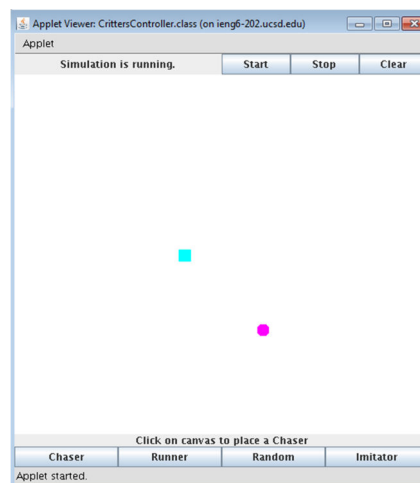 Applet Viewer: CrittersController.class (on ieng6-202.ucsd.edu)
Applet
Simulation is running. Start Stop Clear
Click on canvas to place a Chaser
Chaser Runner Random Imitator
Applet started.